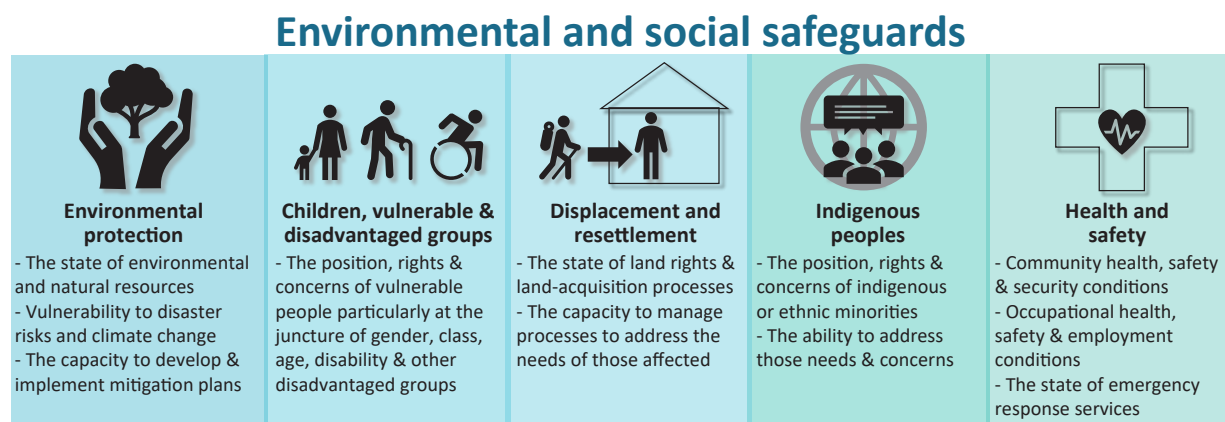 Environmental and social safeguards
Environmental
protection
- The state of environmental
and natural resources
- Vulnerability to disaster
risks and climate change
- The capacity to develop &
implement mitigation plans
Children, vulnerable &
disadvantaged groups
- The position, rights &
concerns of vulnerable
people particularly at the
juncture of gender, class,
age, disability & other
disadvantaged groups
Displacement and
resettlement
- The state of land rights &
land-acquisition processes
- The capacity to manage
processes to address the
needs of those affected
Indigenous
peoples
- The position, rights &
concerns of indigenous
or ethnic minorities
- The ability to address
those needs & concerns
Health and
safety
- Community health, safety
& security conditions
- Occupational health,
safety & employment
conditions
- The state of emergency
response services